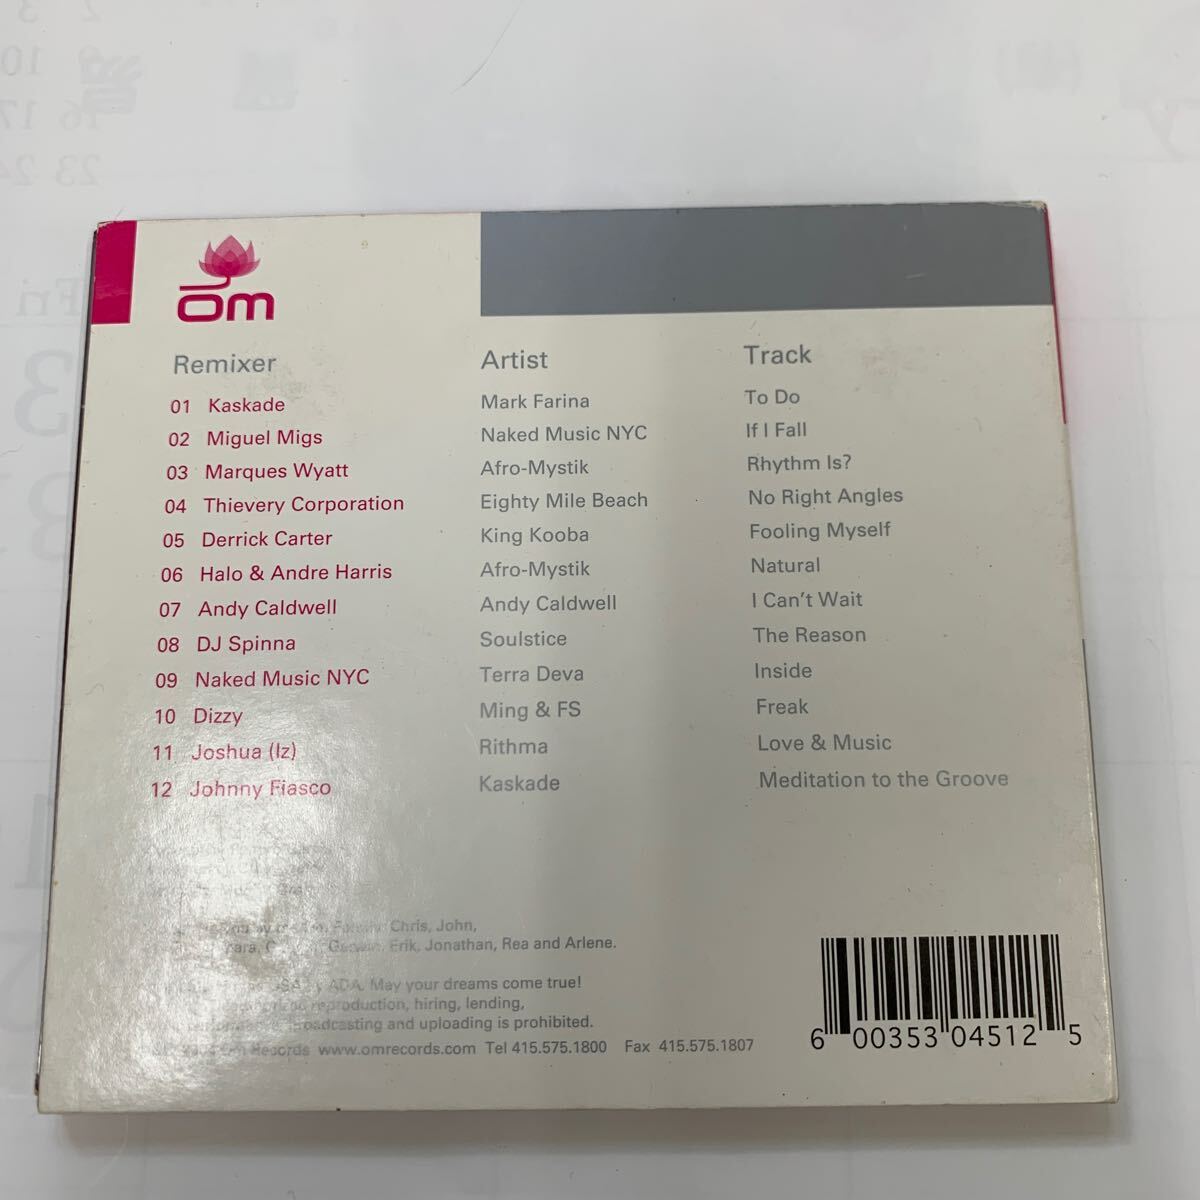 om
Remixer Artist Track
01 Kaskade Mark Farina To Do
02 Miguel Migs Naked Music NYC If I Fall
03 Marques Wyatt Afro-Mystik Rhythm Is?
04 Thievery Corporation Eighty Mile Beach No Right Angles
05 Derrick Carter King Kooba Fooling Myself
06 Halo & Andre Harris Afro-Mystik Natural
07 Andy Caldwell Andy Caldwell I Can't Wait
08 DJ Spinna Soulstice The Reason
09 Naked Music NYC Terra Deva Inside
10 Dizzy Ming & FS Freak
11 Joshua (Iz) Rithma Love & Music
12 Johnny Fiasco Kaskade Meditation to the Groove
Chris, John,
Erik, Jonathan, Rea and Arlene.
ADA. May your dreams come true!
reproduction, hiring, lending,
broadcasting and uploading is prohibited.
Om Records www.omrecords.com Tel 415.575.1800 Fax 415.575.1807
6 00353 04512 5